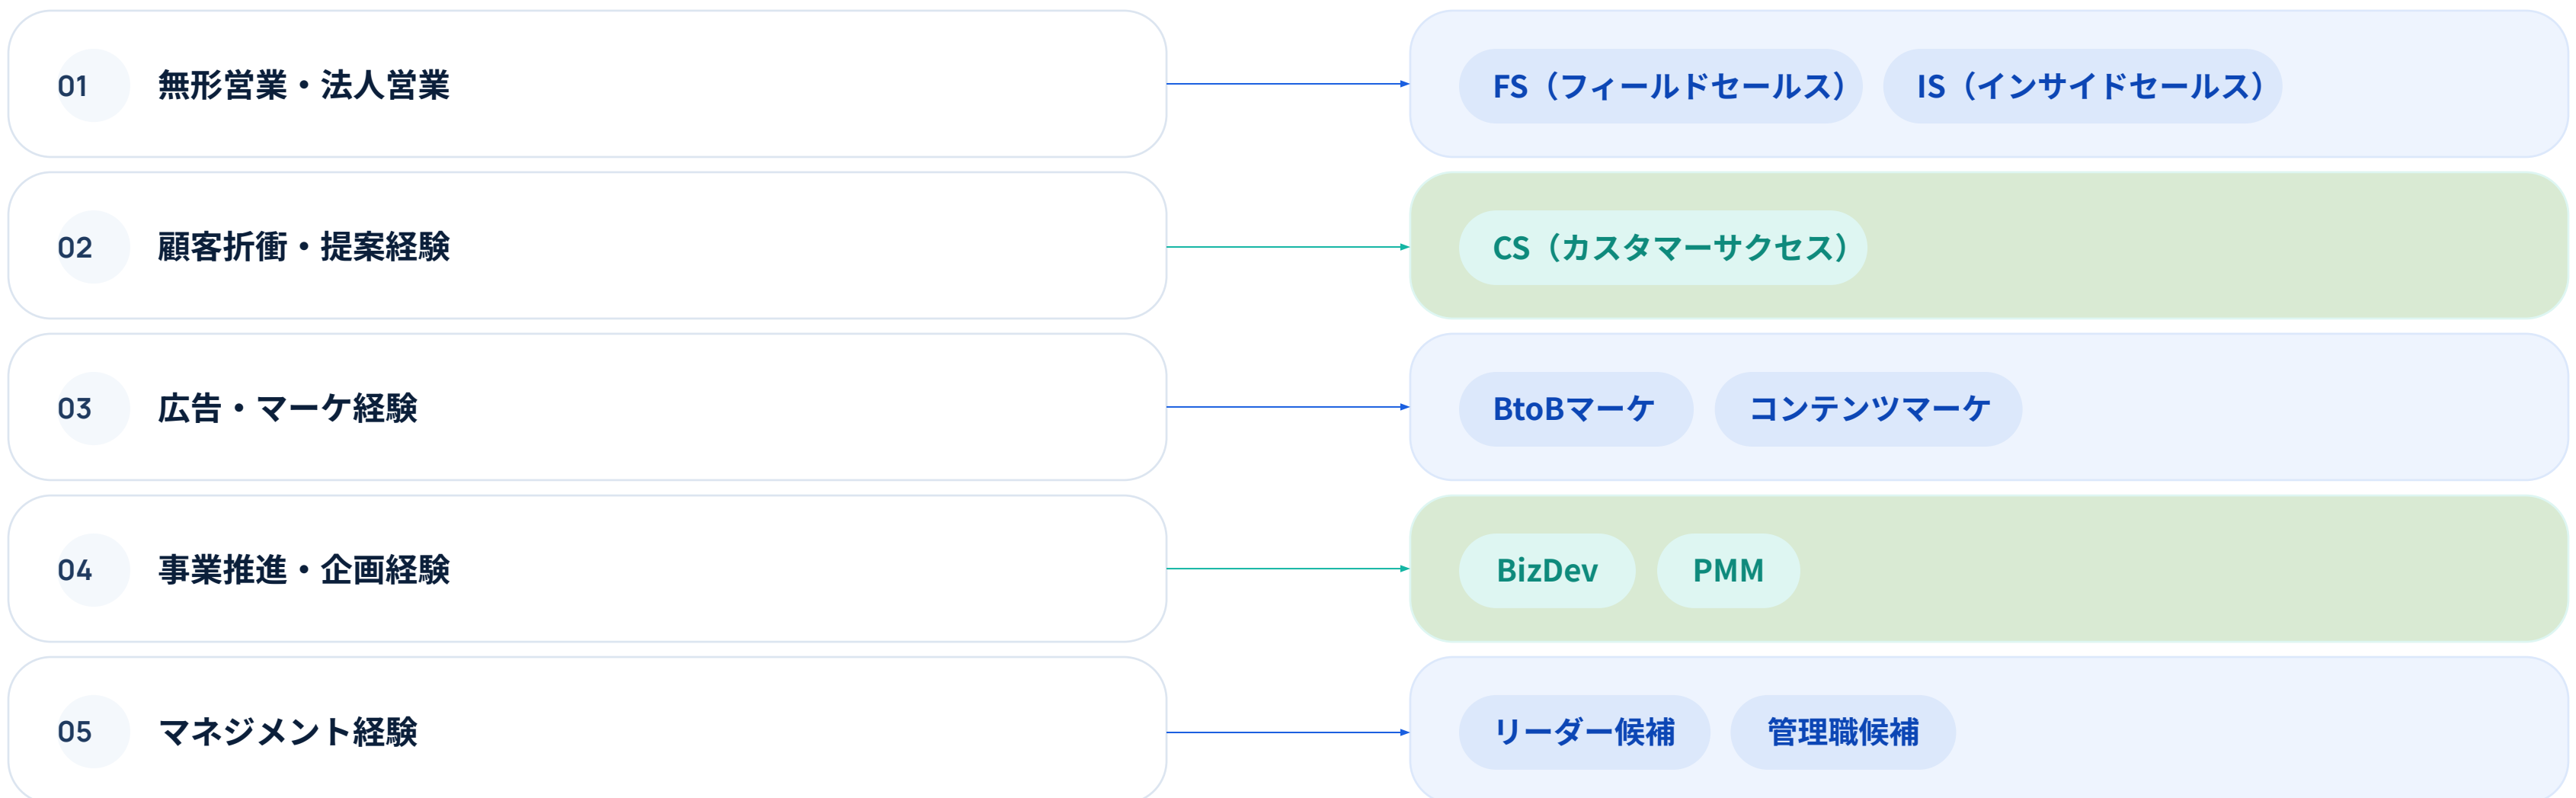 01 無形営業・法人営業 FS（フィールドセールス） IS（インサイドセールス）
02 顧客折衝・提案経験 CS（カスタマーサクセス）
03 広告・マーケ経験 BtoBマーケ コンテンツマーケ
04 事業推進・企画経験 BizDev PMM
05 マネジメント経験 リーダー候補 管理職候補